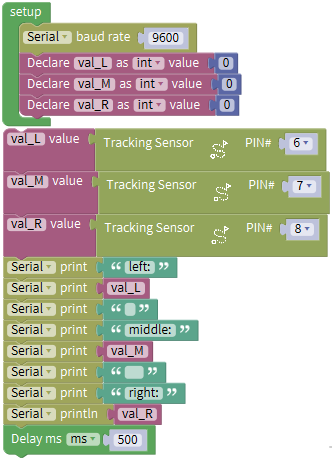 setup
Serial baud rate 9600
Declare val_L as int value 0
Declare val_M as int value 0
Declare val_R as int value 0
val_L value Tracking Sensor PIN# 6
val_M value Tracking Sensor PIN# 7
val_R value Tracking Sensor PIN# 8
Serial print “ left: ”
Serial print val_L
Serial print “ ”
Serial print “ middle: ”
Serial print val_M
Serial print “ ”
Serial print “ right: ”
Serial println val_R
Delay ms ms 500